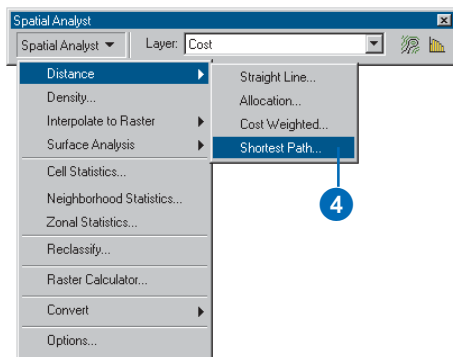 Spatial Analyst
Spatial Analyst Layer: Cost
Distance
Density...
Interpolate to Raster
Surface Analysis
Cell Statistics...
Neighborhood Statistics...
Zonal Statistics...
Reclassify...
Raster Calculator...
Convert
Options...
Straight Line...
Allocation...
Cost Weighted...
Shortest Path...
4